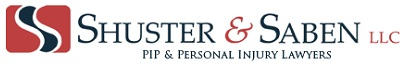 SHUSTER & SABEN LLC
PIP & PERSONAL INJURY LAWYERS